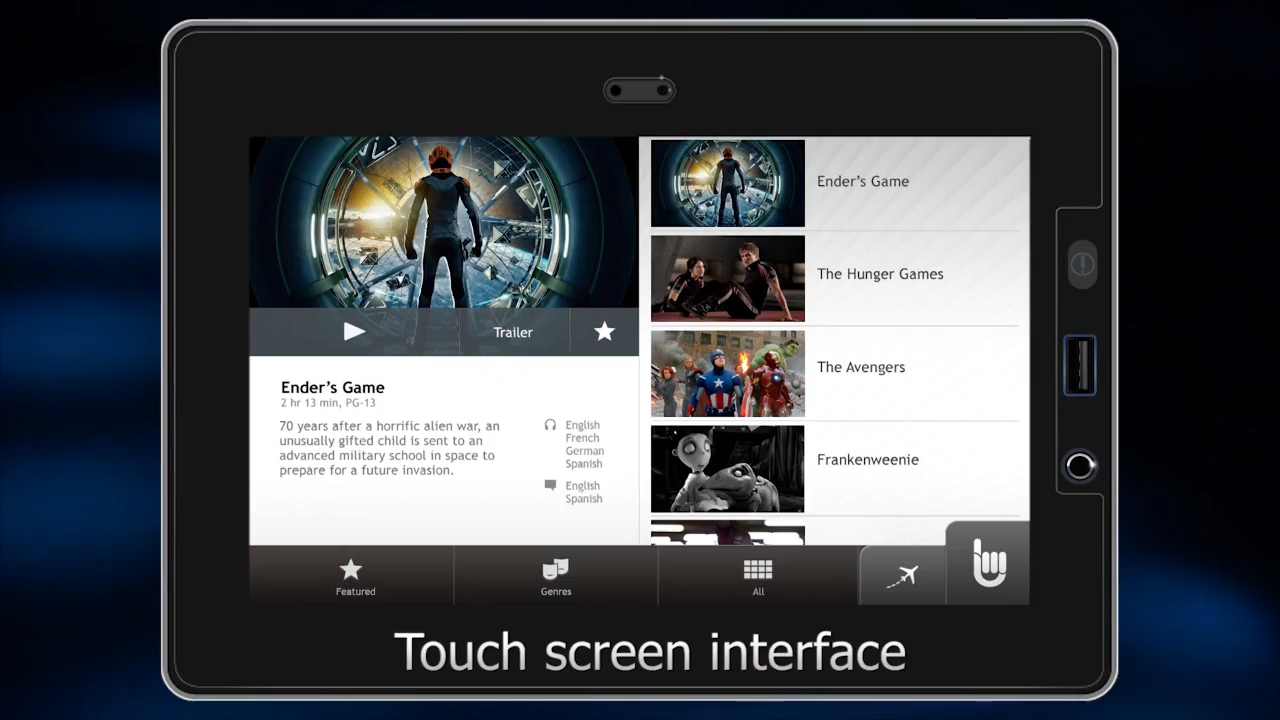 Trailer
Ender's Game
2 hr 13 min, PG-13
70 years after a horrific alien war, an
unusually gifted child is sent to an
advanced military school in space to
prepare for a future invasion.
English
French
German
Spanish
English
Spanish
Ender's Game
The Hunger Games
The Avengers
Frankenweenie
Featured
Genres
All
Touch screen interface